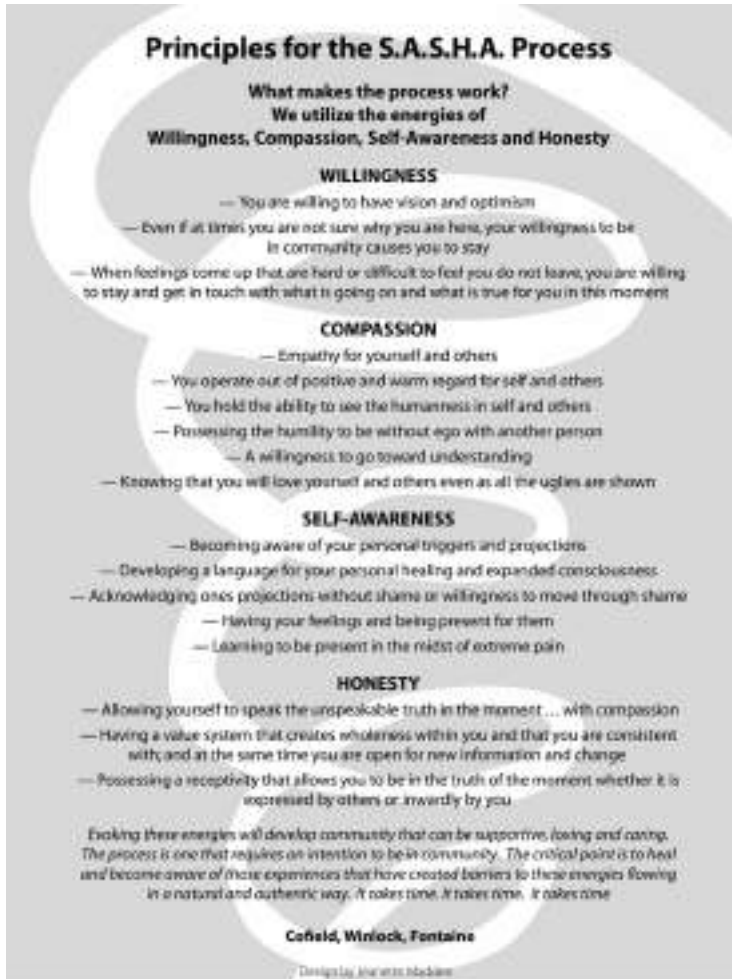 Principles for the S.A.S.H.A. Process
What makes the process work?
We utilize the energies of
Willingness, Compassion, Self-Awareness and Honesty
WILLINGNESS
— You are willing to have vision and optimism
— Even if at times you are not sure why you are here, your willingness to be
in community causes you to stay
— When feelings come up that are hard or difficult to feel you do not leave, you are willing
to stay and get in touch with what is going on and what is true for you in this moment
COMPASSION
— Empathy for yourself and others
— You operate out of positive and warm regard for self and others
— You hold the ability to see the humanness in self and others
— Possessing the humility to be without ego with another person
— A willingness to go toward understanding
— Knowing that you will love yourself and others even as all the uglies are shown
SELF-AWARENESS
— Becoming aware of your personal triggers and projections
— Developing a language for your personal healing and expanded consciousness
— Acknowledging ones projections without shame or willingness to move through shame
— Having your feelings and being present for them
— Learning to be present in the midst of extreme pain
HONESTY
— Allowing yourself to speak the unspeakable truth in the moment ... with compassion
— Having a value system that creates wholeness within you and that you are consistent
with; and at the same time you are open for new information and change
— Possessing a receptivity that allows you to be in the truth of the moment whether it is
expressed by others or inwardly by you
Evoking these energies will develop community that can be supportive, loving and caring.
The process is one that requires an intention to be in community. The critical point is to heal
and become aware of those experiences that have created barriers to these energies flowing
in a natural and authentic way. It takes time. It takes time. It takes time
Cofield, Winlock, Fontaine
Design by